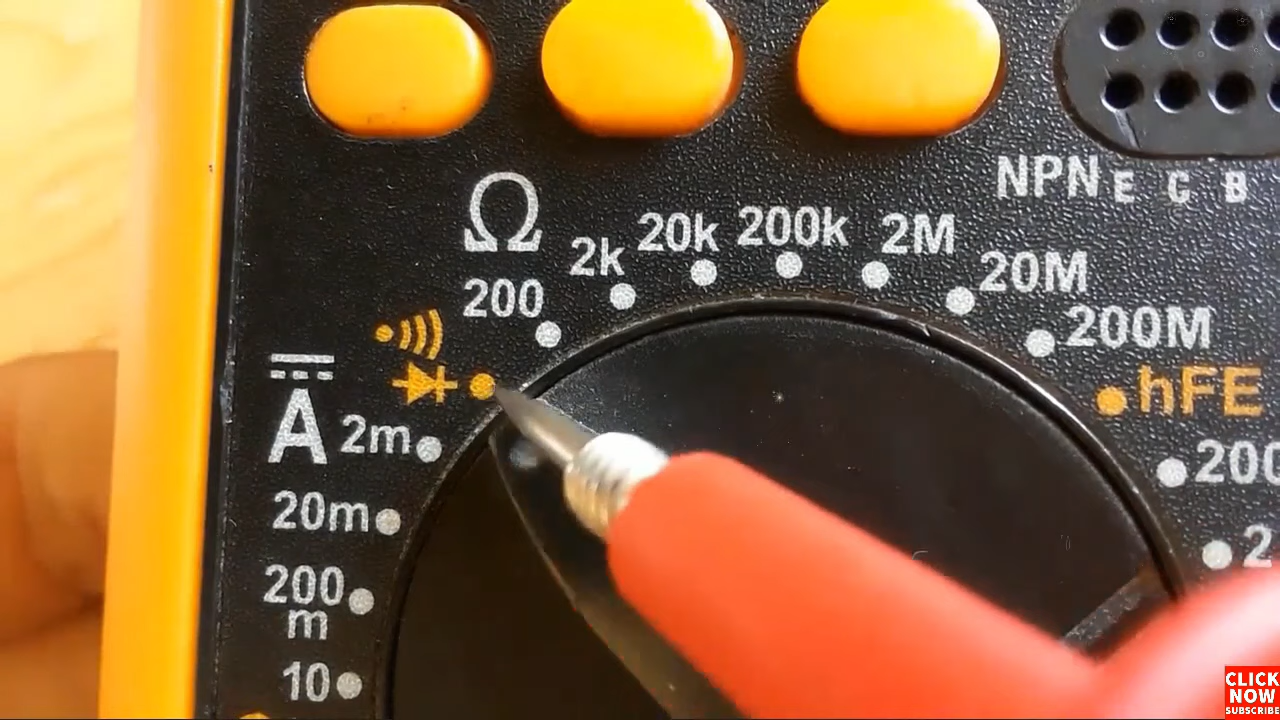 NPN E C B
Ω
2k 20k 200k 2M
20M
200
200M
hFE
A 2m
200
20m
2
200
m
10
CLICK
NOW
SUBSCRIBE